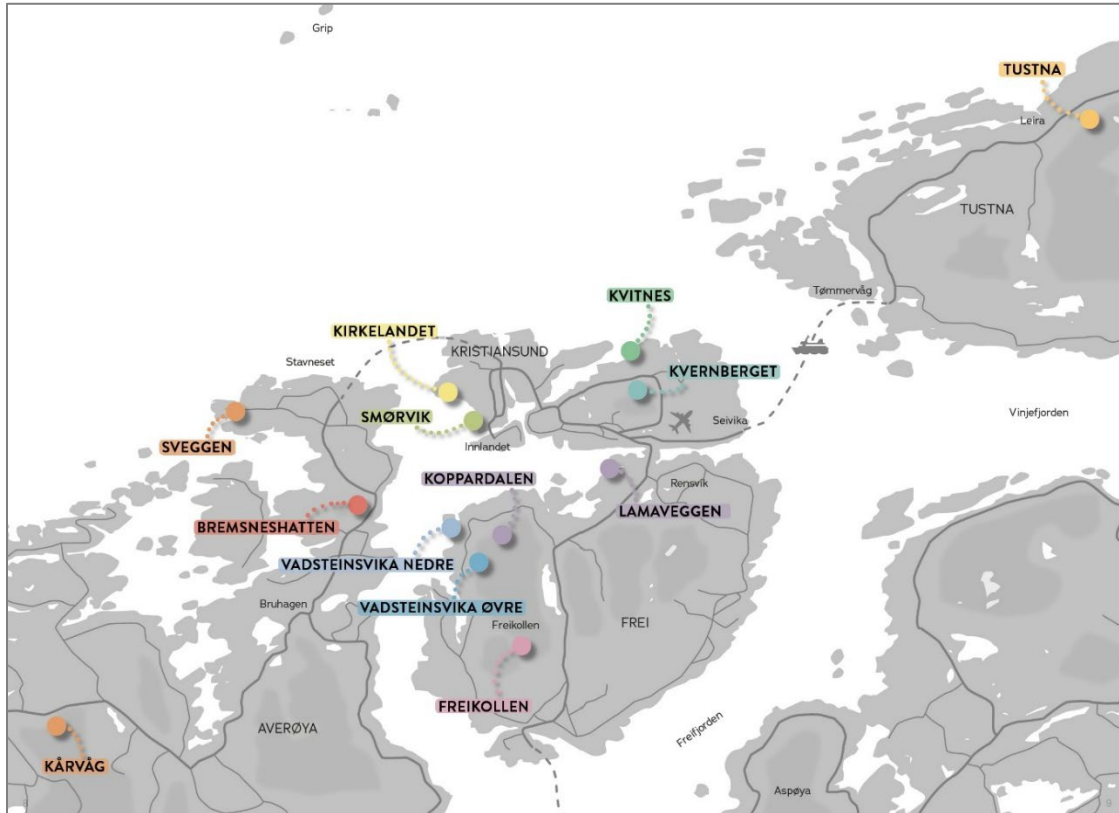 Grip
TUSTNA
Leira
TUSTNA
Tømmervåg
KVITNES
KIRKELANDET
KRISTIANSUND
Stavneset
KVERNBERGET
SMØRVIK
Seivika
Vinjefjorden
SVEGGEN
Innlandet
KOPPARDALEN
Rensvik
LAMAVEGGEN
BREMSNESHATTEN
VADSTEINSVIKA NEDRE
Bruhagen
VADSTEINSVIKA ØVRE
Freikollen
FREI
FREIKOLLEN
AVERØYA
Freifjorden
KÅRVÅG
Aspøya
9